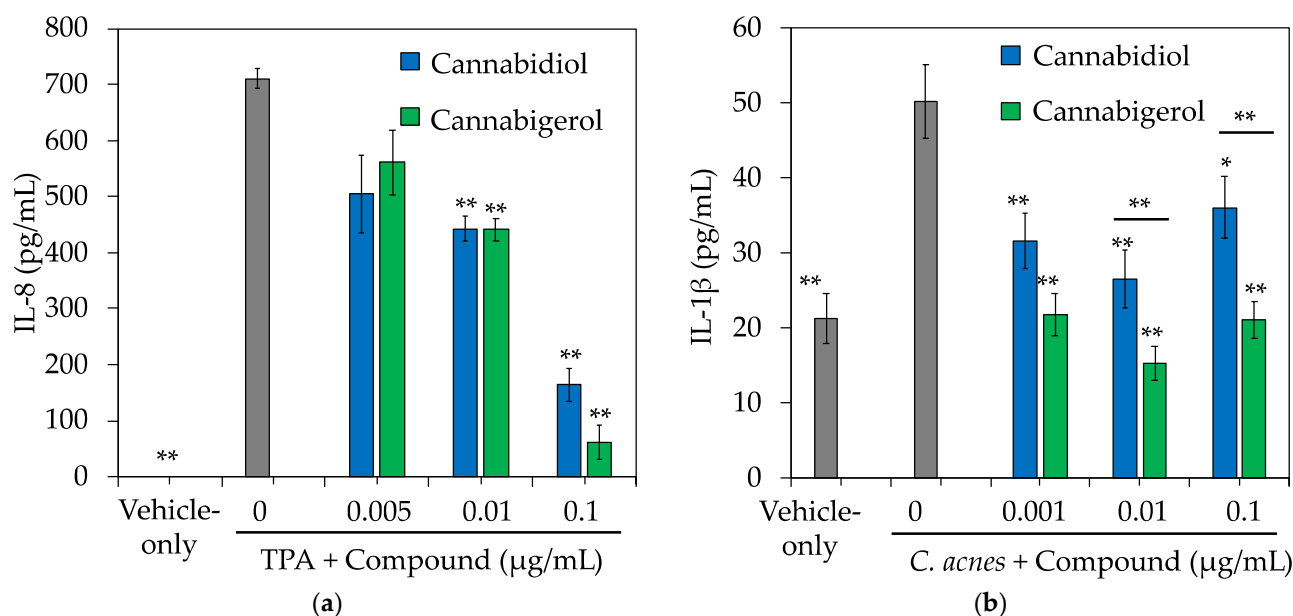 800
700
600
500
400
300
200
100
0
IL-8 (pg/mL)
Cannabidiol
Cannabigerol
**
** **
**
**
Vehicle-
only
0 0.005 0.01 0.1
TPA + Compound (µg/mL)
(a)
60
50
40
30
20
10
0
IL-1β (pg/mL)
Cannabidiol
Cannabigerol
**
*
**
**
**
**
**
**
**
Vehicle-
only
0 0.001 0.01 0.1
C. acnes + Compound (µg/mL)
(b)